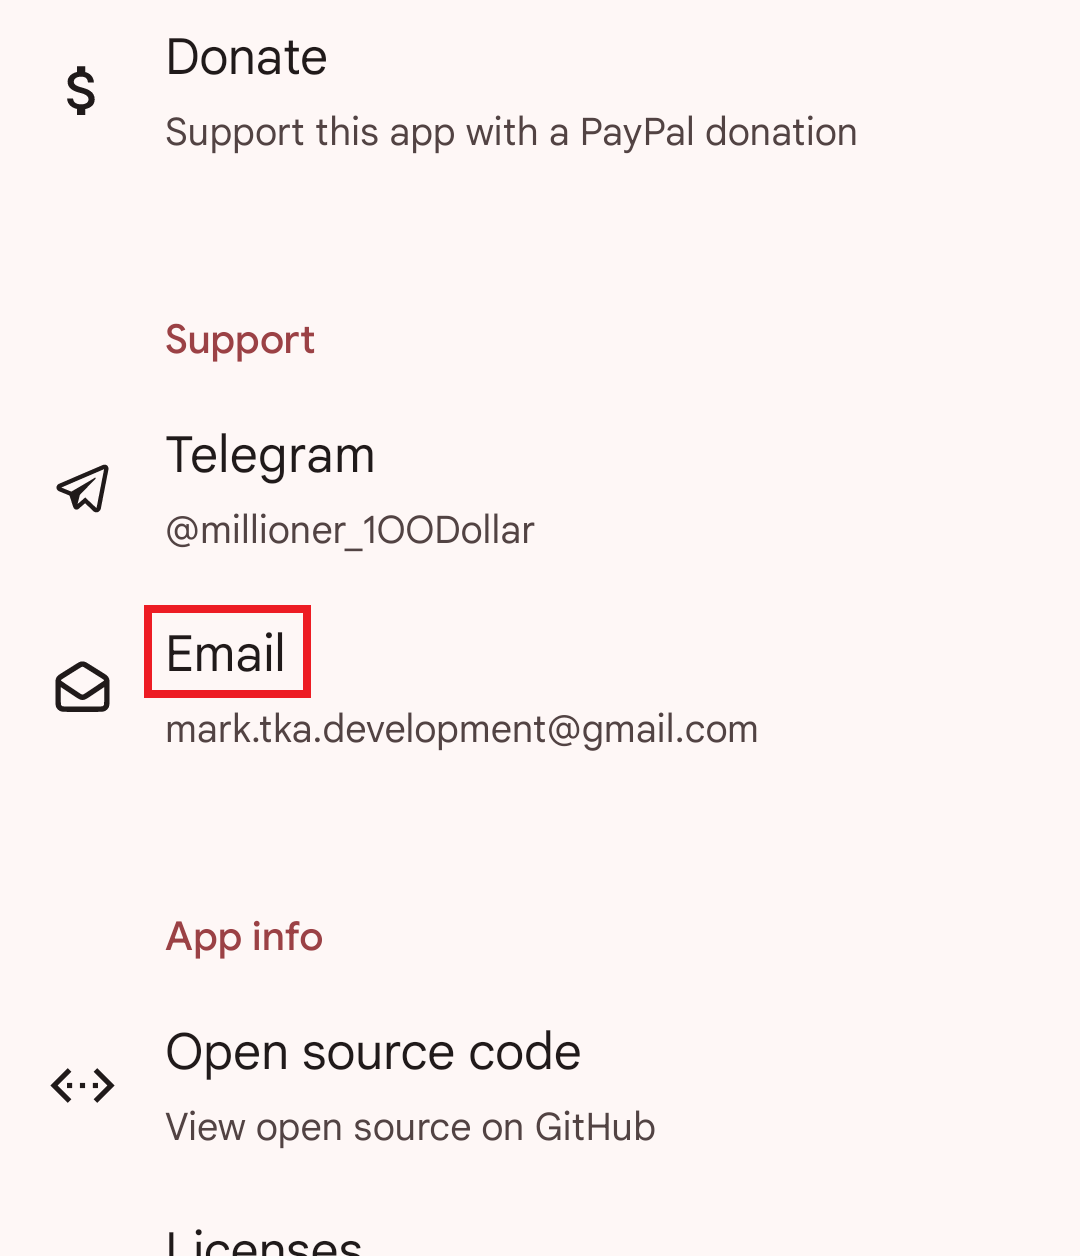 Donate
Support this app with a PayPal donation
Support
Telegram
@millioner_100Dollar
Email
mark.tka.development@gmail.com
App info
Open source code
View open source on GitHub
Licenses